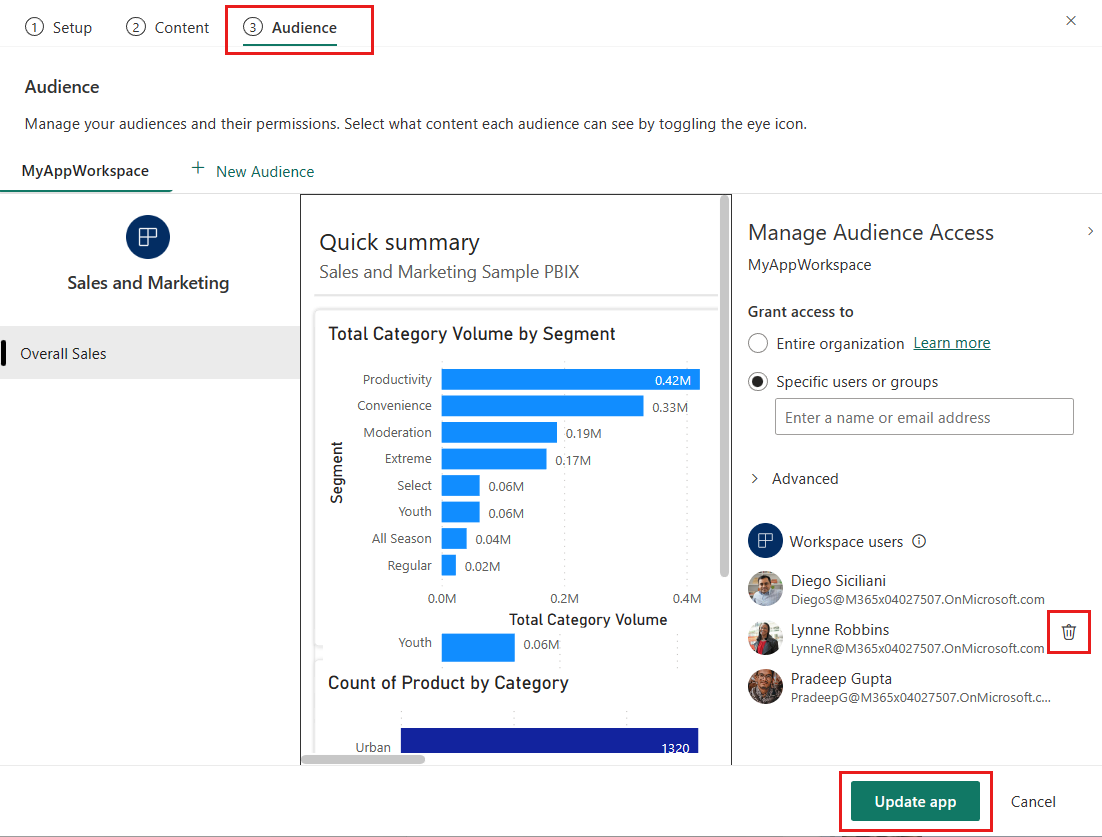 1 Setup
2 Content
3 Audience
Audience
Manage your audiences and their permissions. Select what content each audience can see by toggling the eye icon.
MyAppWorkspace
+ New Audience
Sales and Marketing
Overall Sales
Quick summary
Sales and Marketing Sample PBIX
Total Category Volume by Segment
Segment
Productivity 0.42M
Convenience 0.33M
Moderation 0.19M
Extreme 0.17M
Select 0.06M
Youth 0.06M
All Season 0.04M
Regular 0.02M
0.0M 0.2M 0.4M
Total Category Volume
Youth 0.06M
Count of Product by Category
Urban 1320
Manage Audience Access
MyAppWorkspace
Grant access to
Entire organization Learn more
Specific users or groups
Enter a name or email address
Advanced
Workspace users
Diego Siciliani
DiegoS@M365x04027507.OnMicrosoft.com
Lynne Robbins
LynneR@M365x04027507.OnMicrosoft.com
Pradeep Gupta
PradeepG@M365x04027507.OnMicrosoft.c...
Update app
Cancel